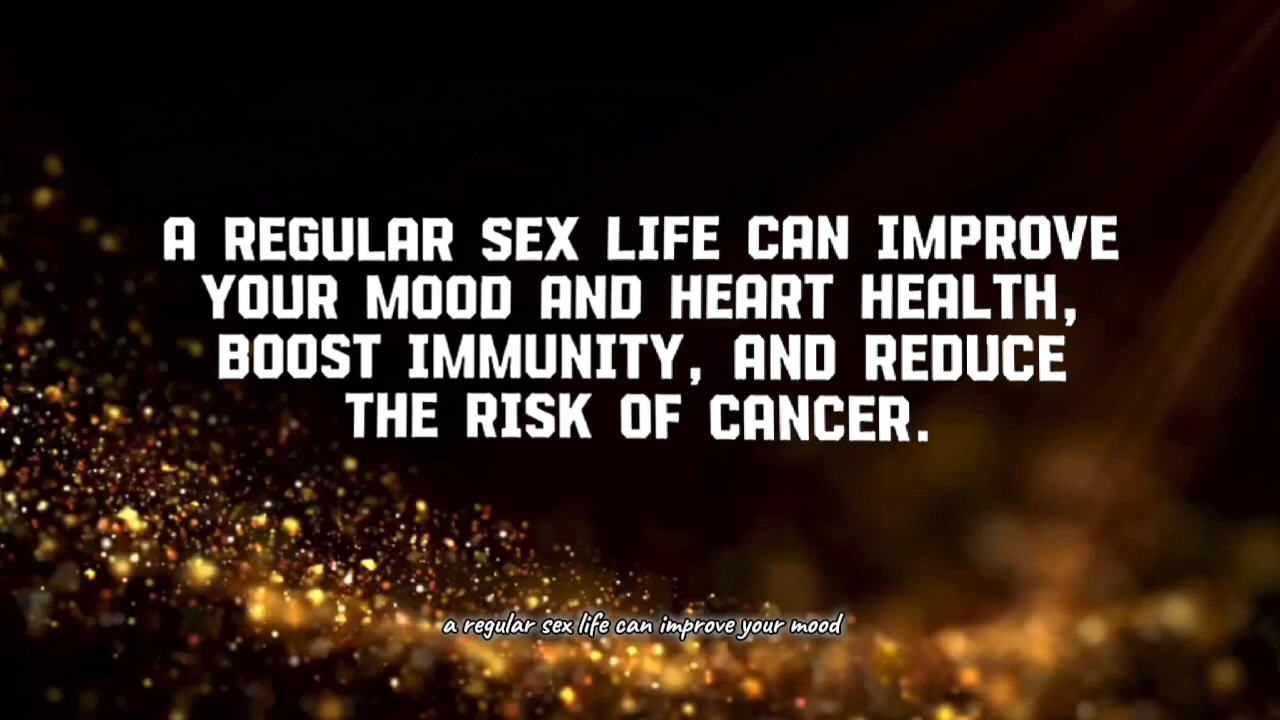 A REGULAR SEX LIFE CAN IMPROVE
YOUR MOOD AND HEART HEALTH,
BOOST IMMUNITY, AND REDUCE
THE RISK OF CANCER.
a regular sex life can improve your mood